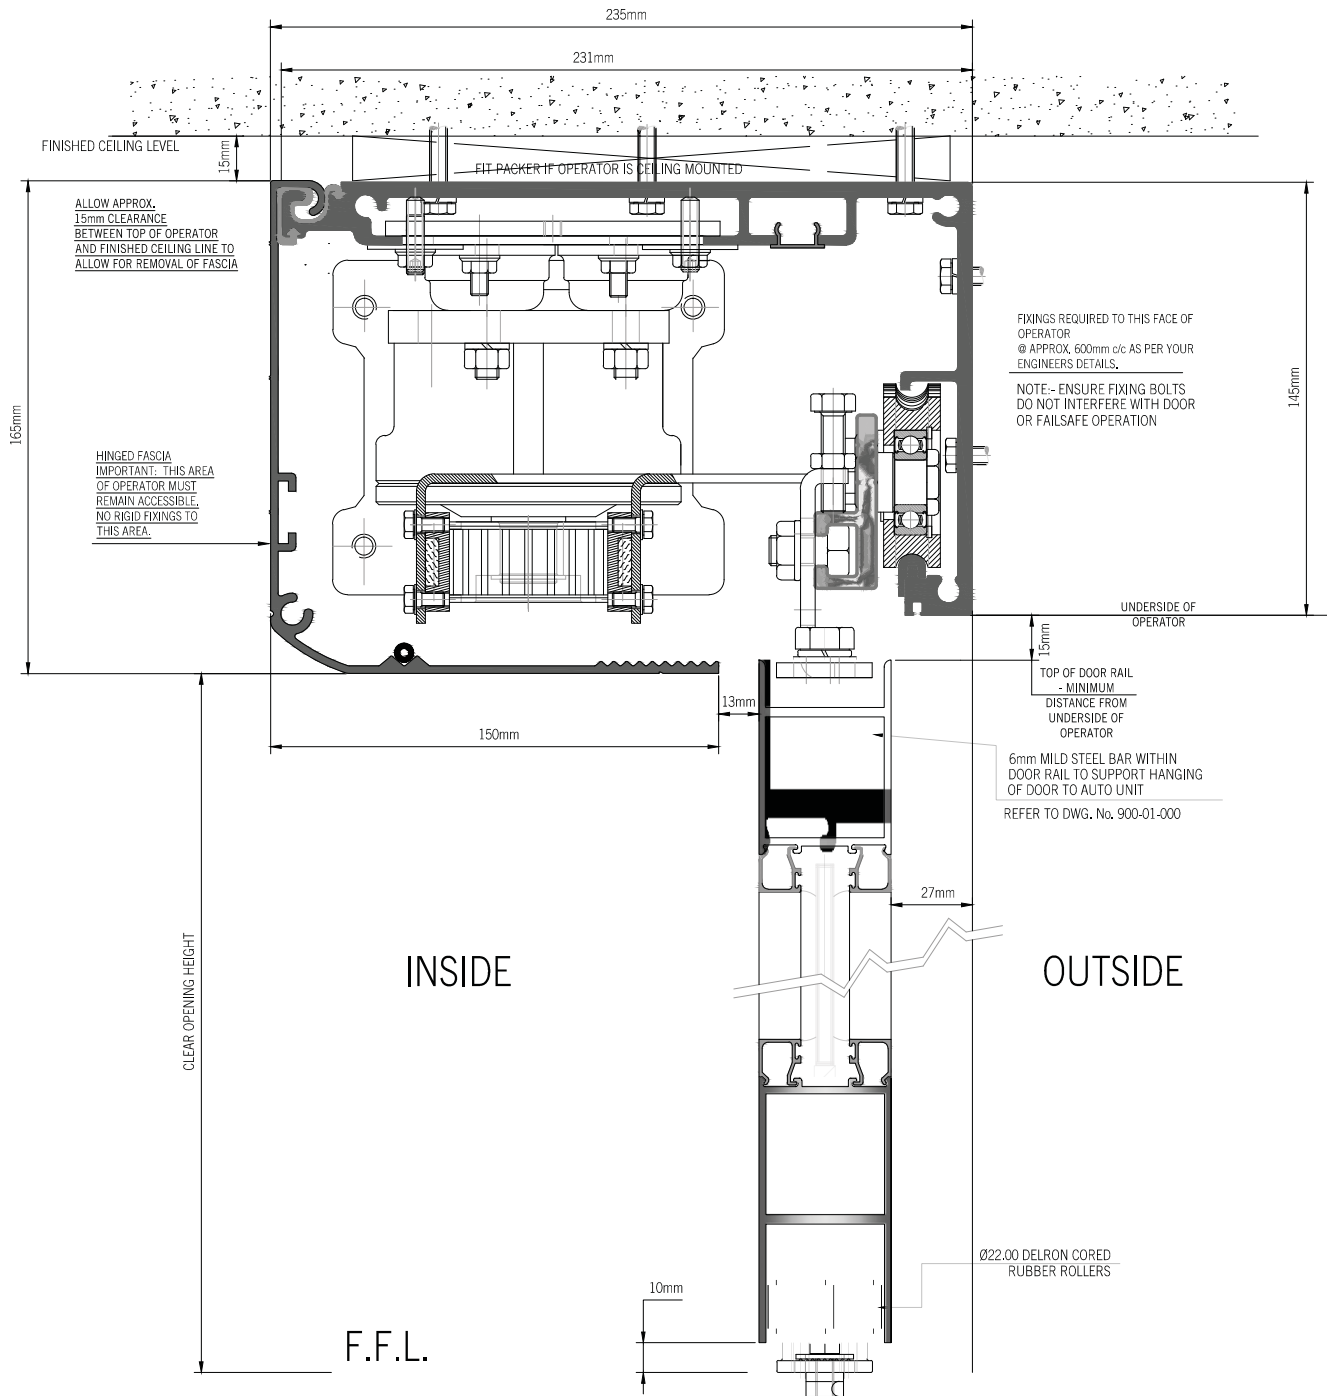 235mm
231mm
FINISHED CEILING LEVEL
15mm
FIT PACKER IF OPERATOR IS CEILING MOUNTED
ALLOW APPROX.
15mm CLEARANCE
BETWEEN TOP OF OPERATOR
AND FINISHED CEILING LINE TO
ALLOW FOR REMOVAL OF FASCIA
FIXINGS REQUIRED TO THIS FACE OF
OPERATOR
@ APPROX. 600mm c/c AS PER YOUR
ENGINEERS DETAILS.
NOTE:- ENSURE FIXING BOLTS
DO NOT INTERFERE WITH DOOR
OR FAILSAFE OPERATION
145mm
165mm
HINGED FASCIA
IMPORTANT: THIS AREA
OF OPERATOR MUST
REMAIN ACCESSIBLE.
NO RIGID FIXINGS TO
THIS AREA.
UNDERSIDE OF
OPERATOR
15mm
TOP OF DOOR RAIL
- MINIMUM
DISTANCE FROM
UNDERSIDE OF
OPERATOR
13mm
150mm
6mm MILD STEEL BAR WITHIN
DOOR RAIL TO SUPPORT HANGING
OF DOOR TO AUTO UNIT
REFER TO DWG. No. 900-01-000
27mm
CLEAR OPENING HEIGHT
INSIDE
OUTSIDE
Ø22.00 DELRON CORED
RUBBER ROLLERS
10mm
F.F.L.